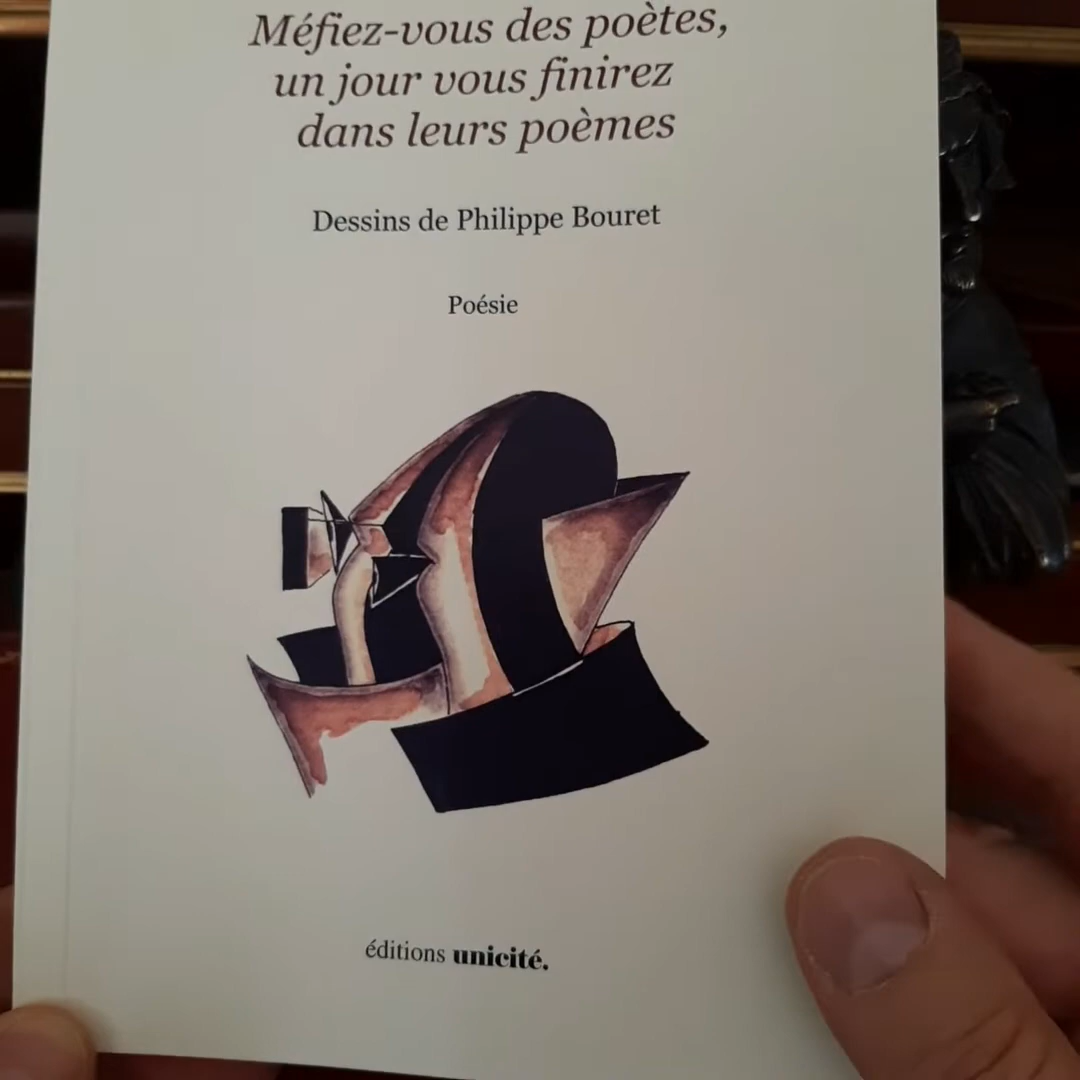 Méfiez-vous des poètes,
un jour vous finirez
dans leurs poèmes
Dessins de Philippe Bouret
Poésie
éditions unicité.